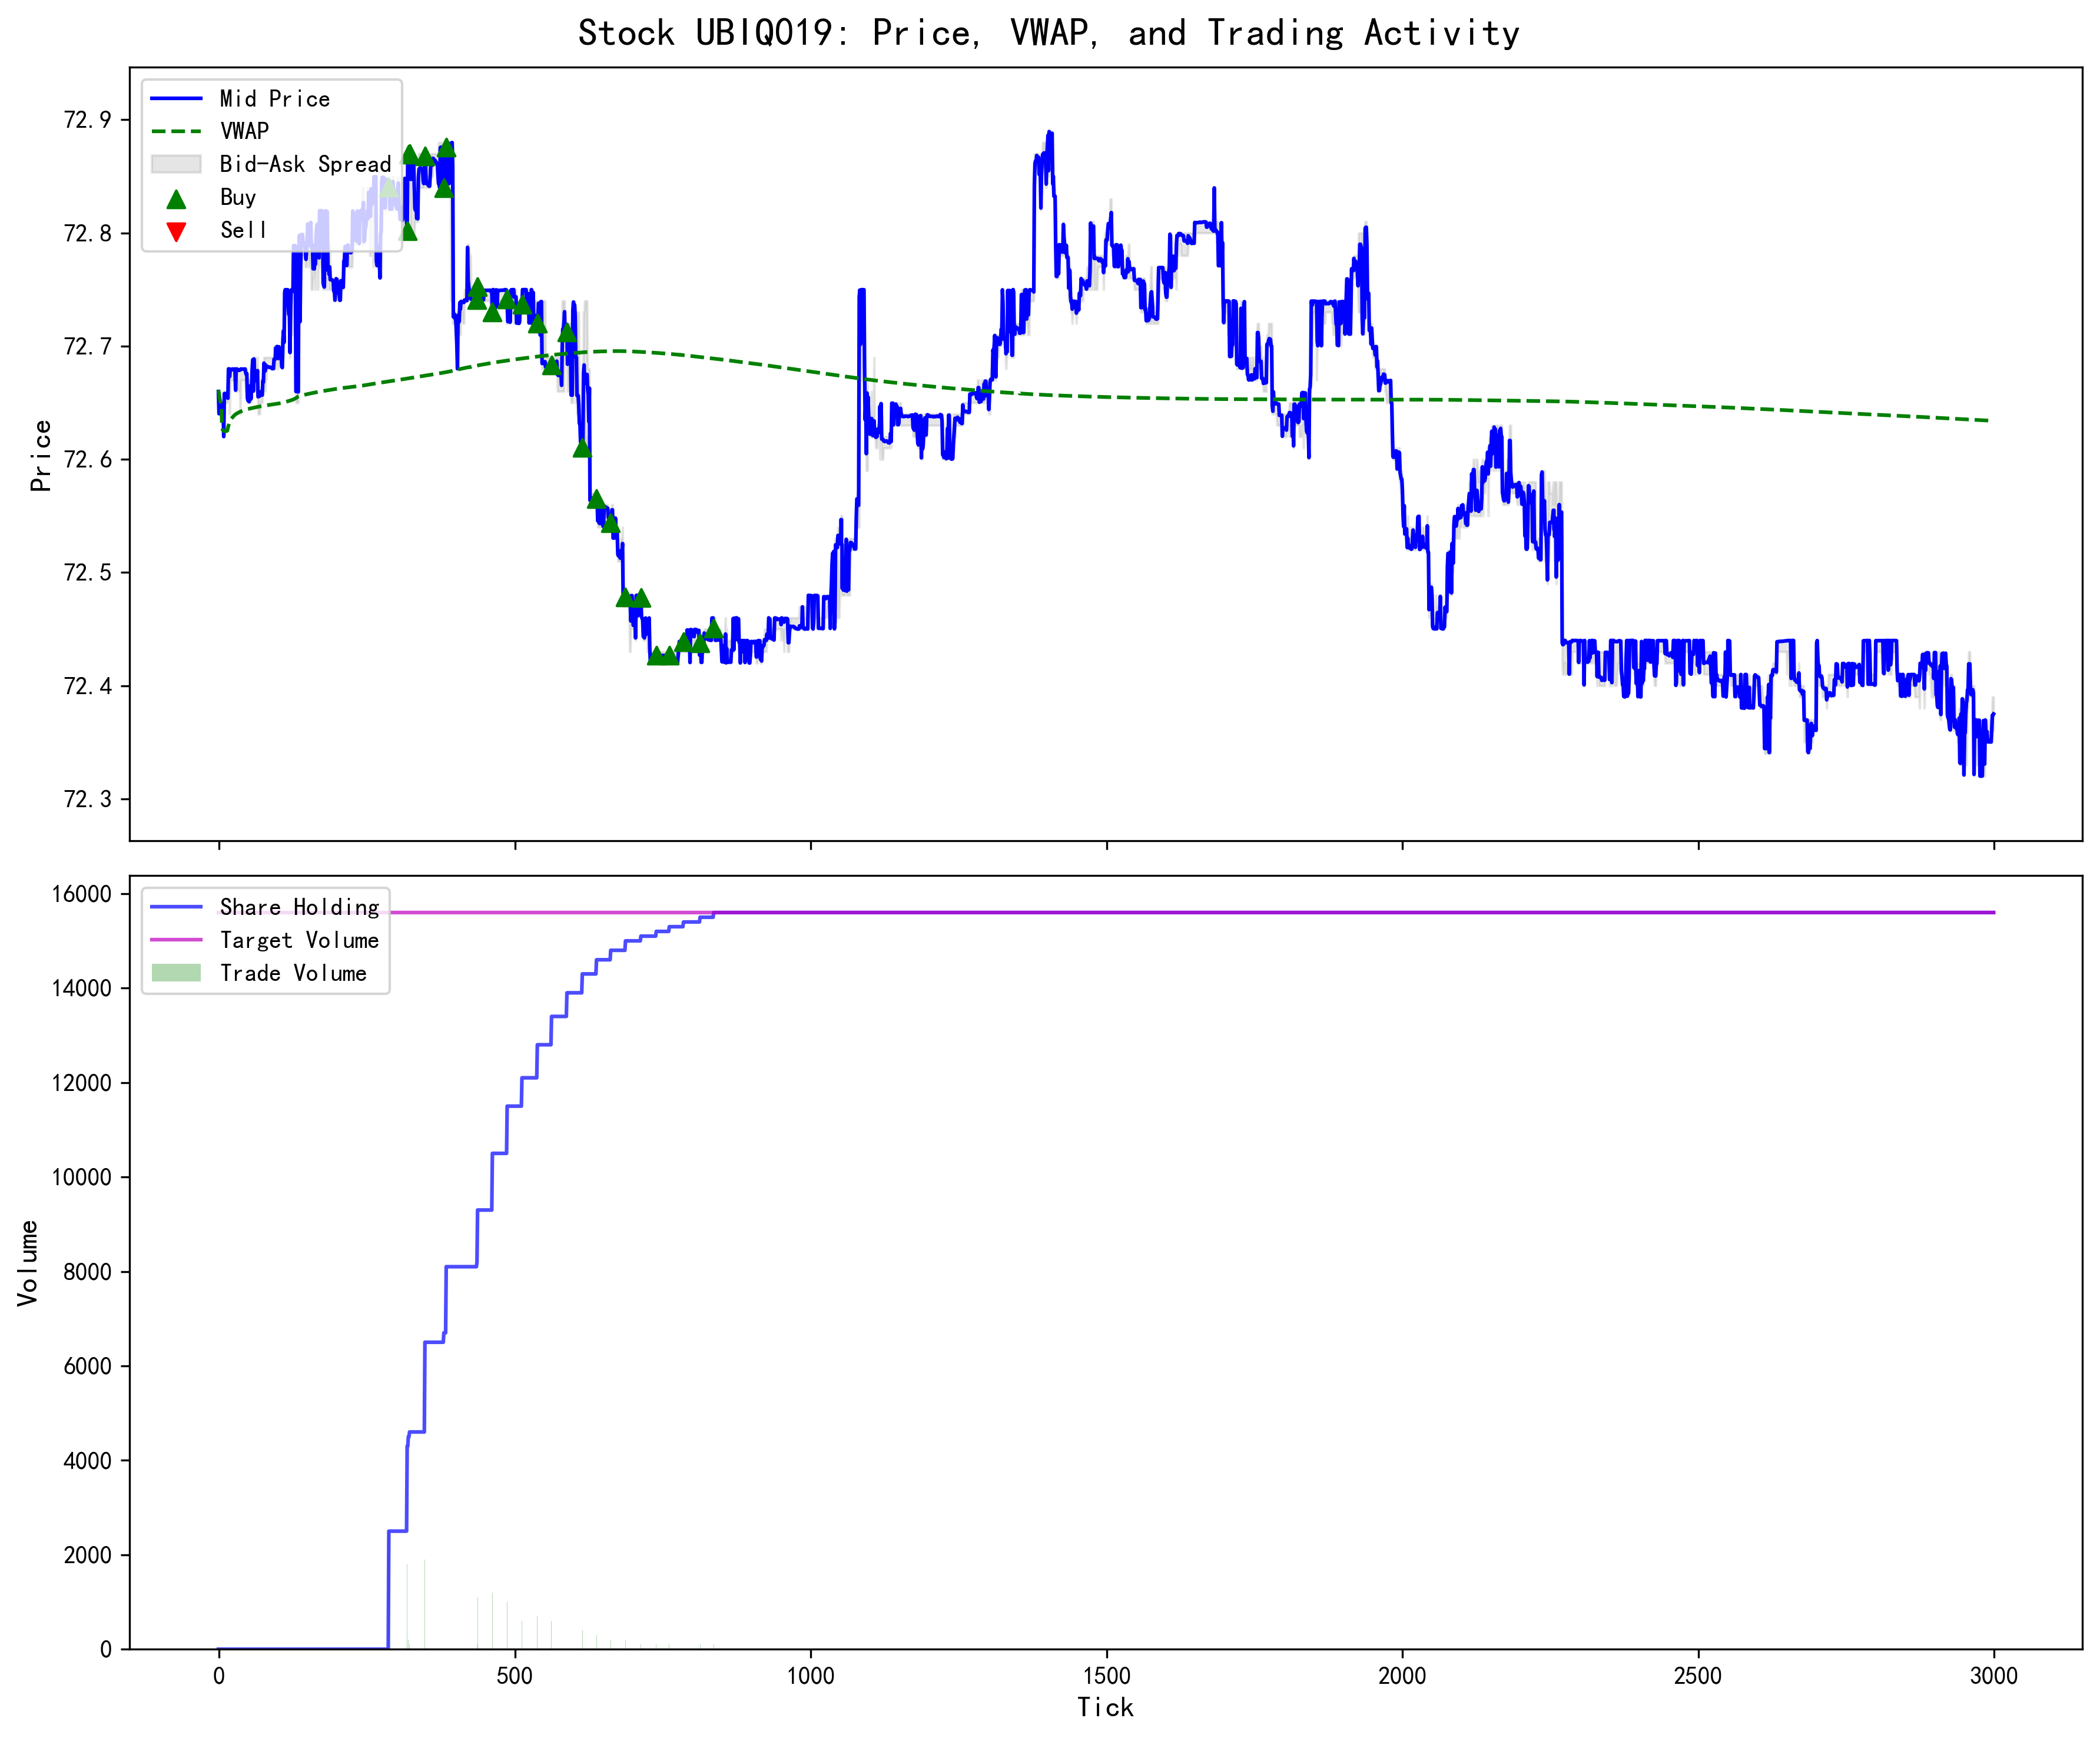 Stock UBIQ019: Price, VWAP, and Trading Activity
Mid Price
VWAP
Bid-Ask Spread
Buy
Sell
Price
72.9
72.8
72.7
72.6
72.5
72.4
72.3
Share Holding
Target Volume
Trade Volume
Volume
16000
14000
12000
10000
8000
6000
4000
2000
0
0 500 1000 1500 2000 2500 3000
Tick